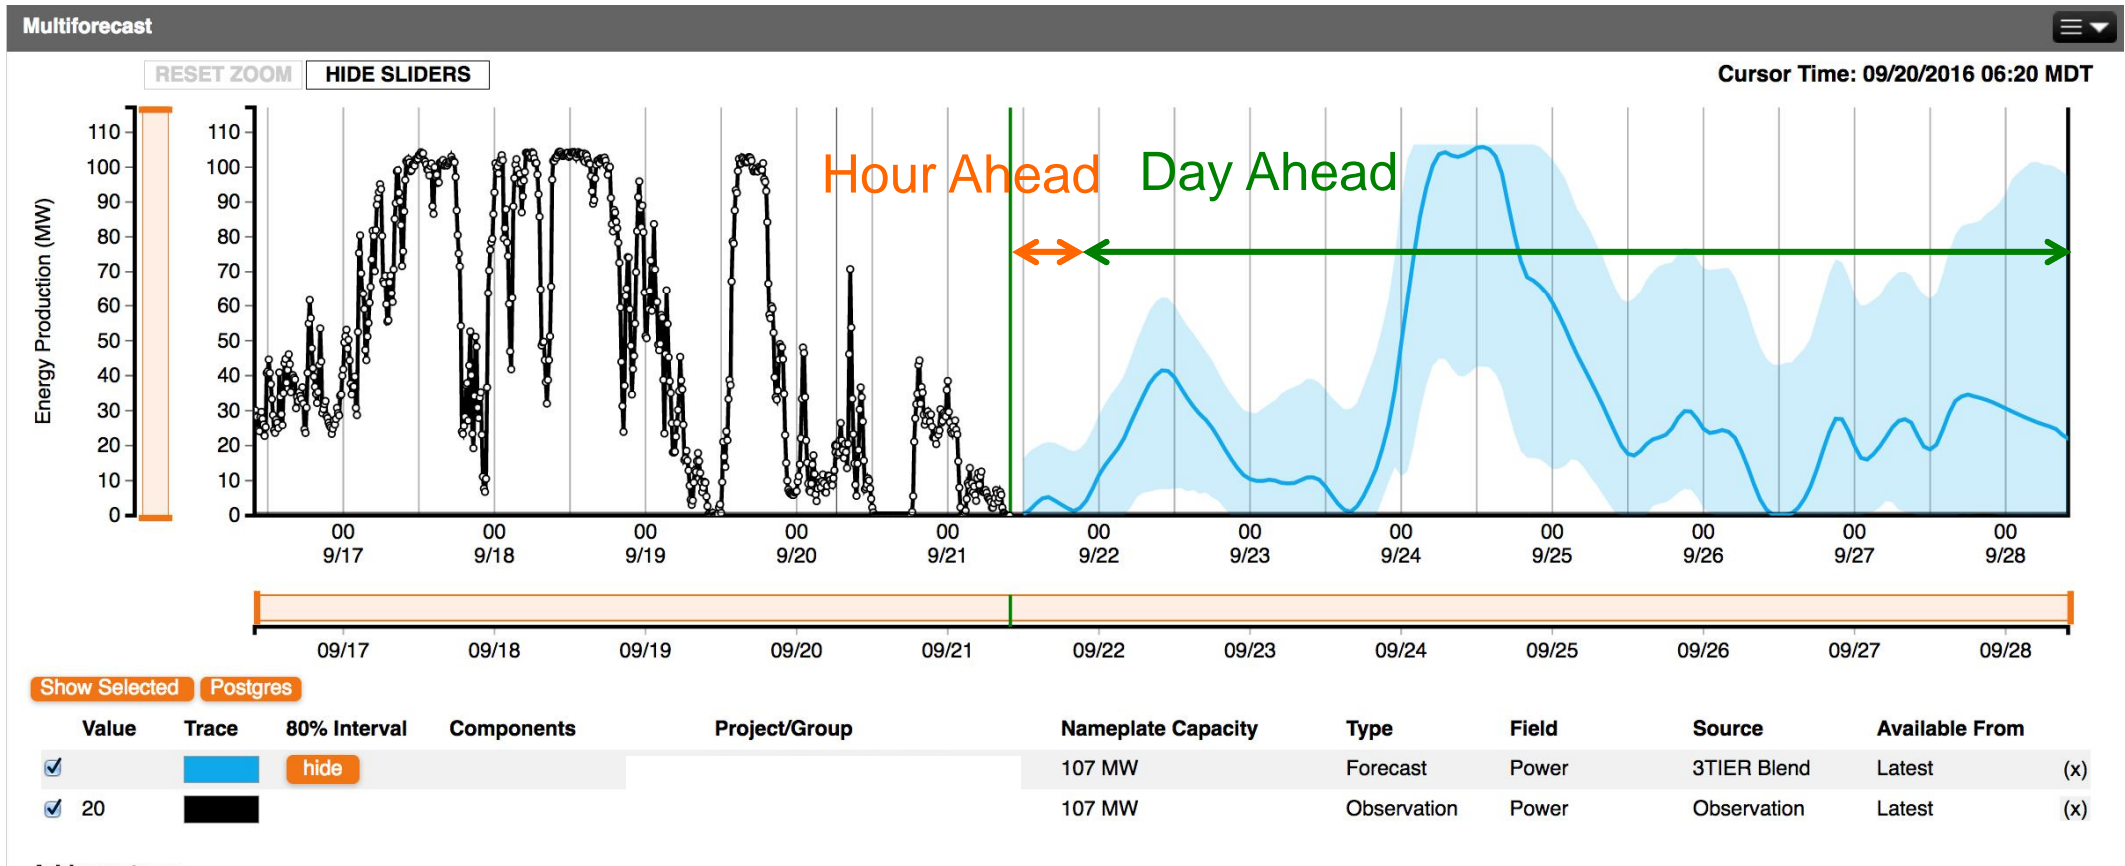 Multiforecast
RESET ZOOM HIDE SLIDERS Cursor Time: 09/20/2016 06:20 MDT
Energy Production (MW)
110
100
90
80
70
60
50
40
30
20
10
0
110
100
90
80
70
60
50
40
30
20
10
0
Hour Ahead Day Ahead
00 00 00 00 00 00 00 00 00 00 00 00
9/17 9/18 9/19 9/20 9/21 9/22 9/23 9/24 9/25 9/26 9/27 9/28
09/17 09/18 09/19 09/20 09/21 09/22 09/23 09/24 09/25 09/26 09/27 09/28
Show Selected Postgres
Value Trace 80% Interval Components Project/Group Nameplate Capacity Type Field Source Available From
hide 107 MW Forecast Power 3TIER Blend Latest (x)
20 107 MW Observation Power Observation Latest (x)